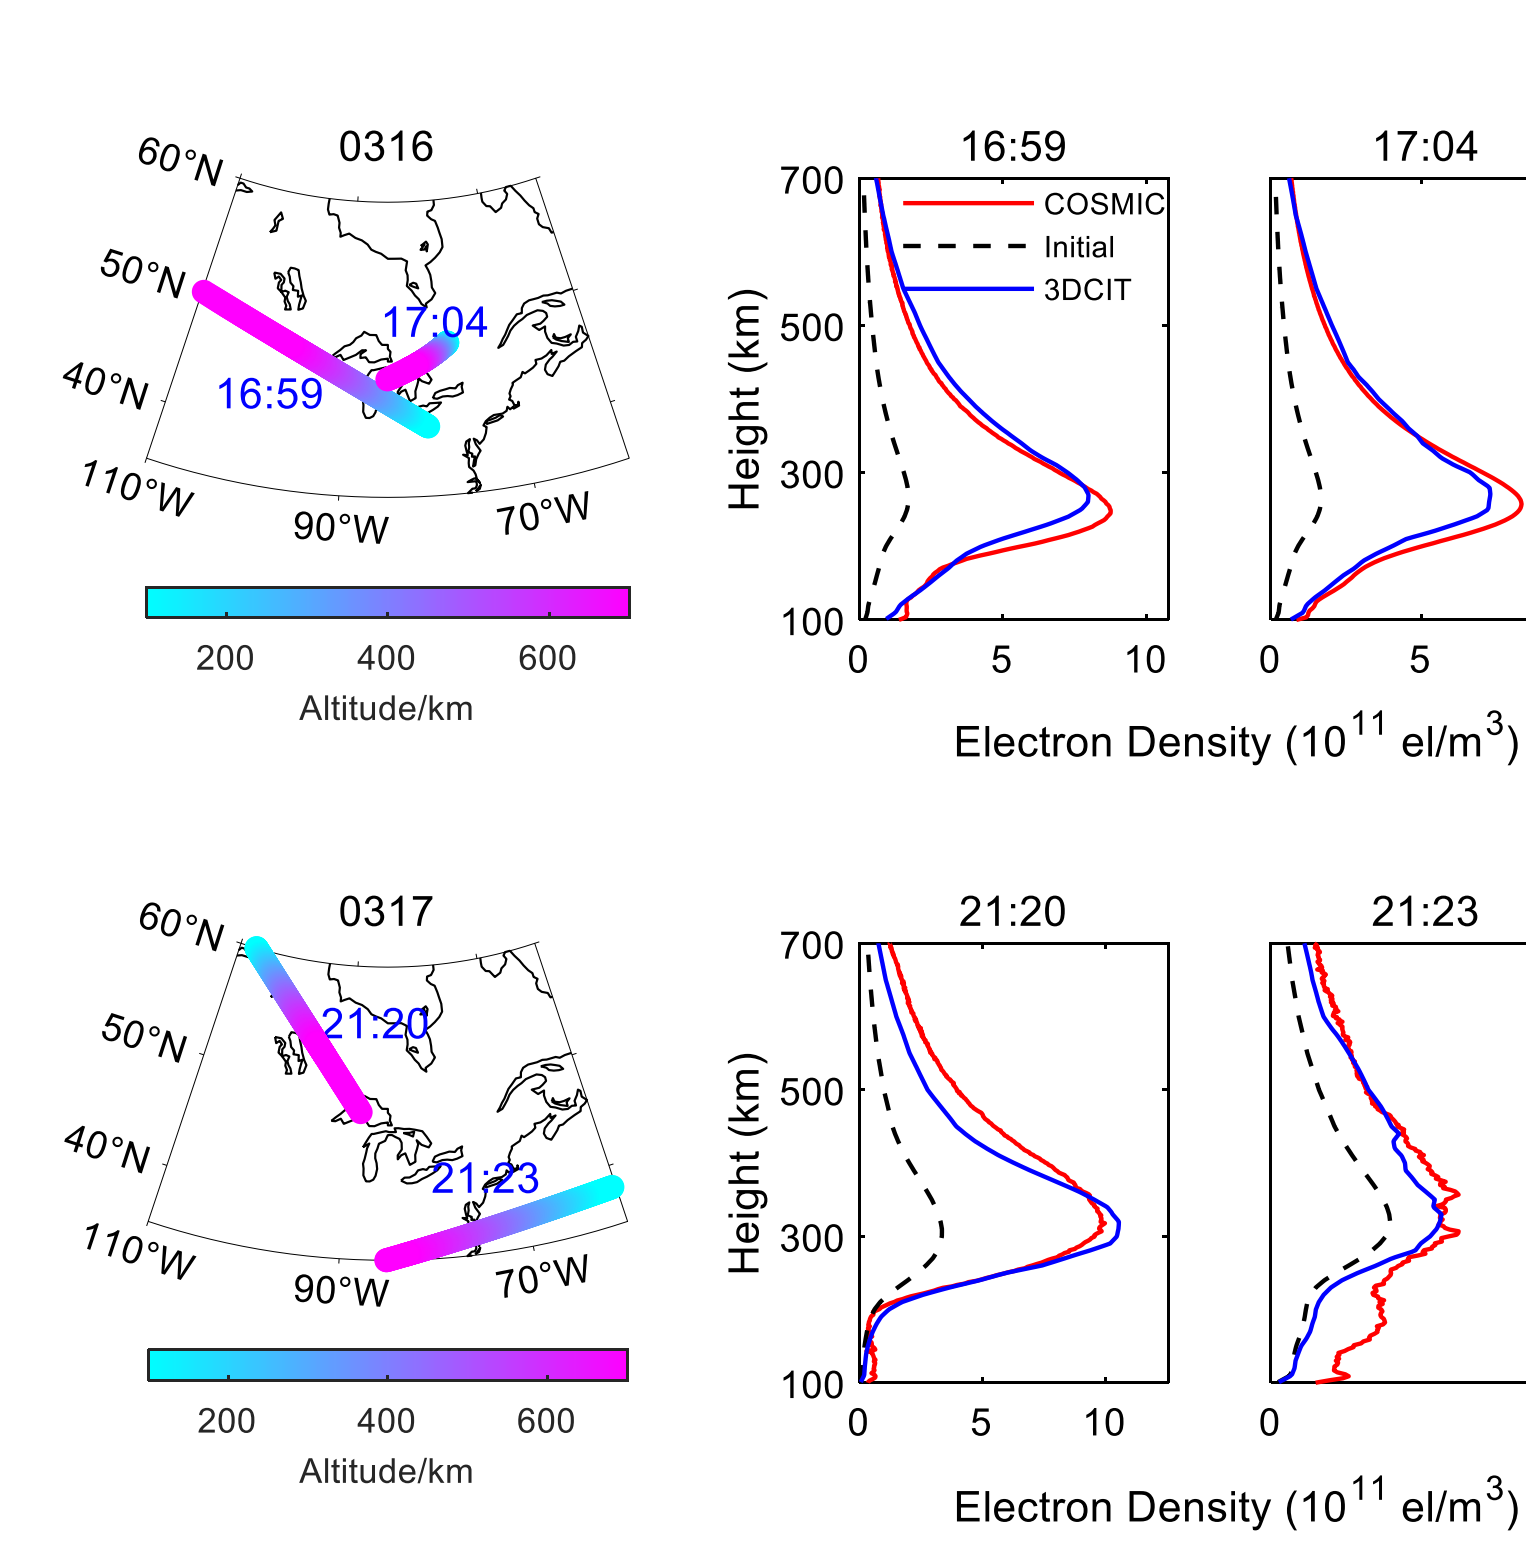 0316
60°N
50°N
40°N
110°W
90°W
70°W
17:04
16:59
200 400 600
Altitude/km
16:59
17:04
700
500
300
100
Height (km)
COSMIC
Initial
3DCIT
0 5 10
0 5
Electron Density (10^11 el/m^3)
0317
60°N
50°N
40°N
110°W
90°W
70°W
21:20
21:23
200 400 600
Altitude/km
21:20
21:23
700
500
300
100
Height (km)
0 5 10
0
Electron Density (10^11 el/m^3)